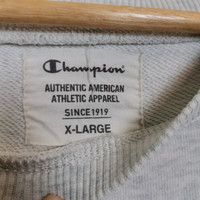 Champion
AUTHENTIC AMERICAN
ATHLETIC APPAREL
SINCE 1919
X-LARGE